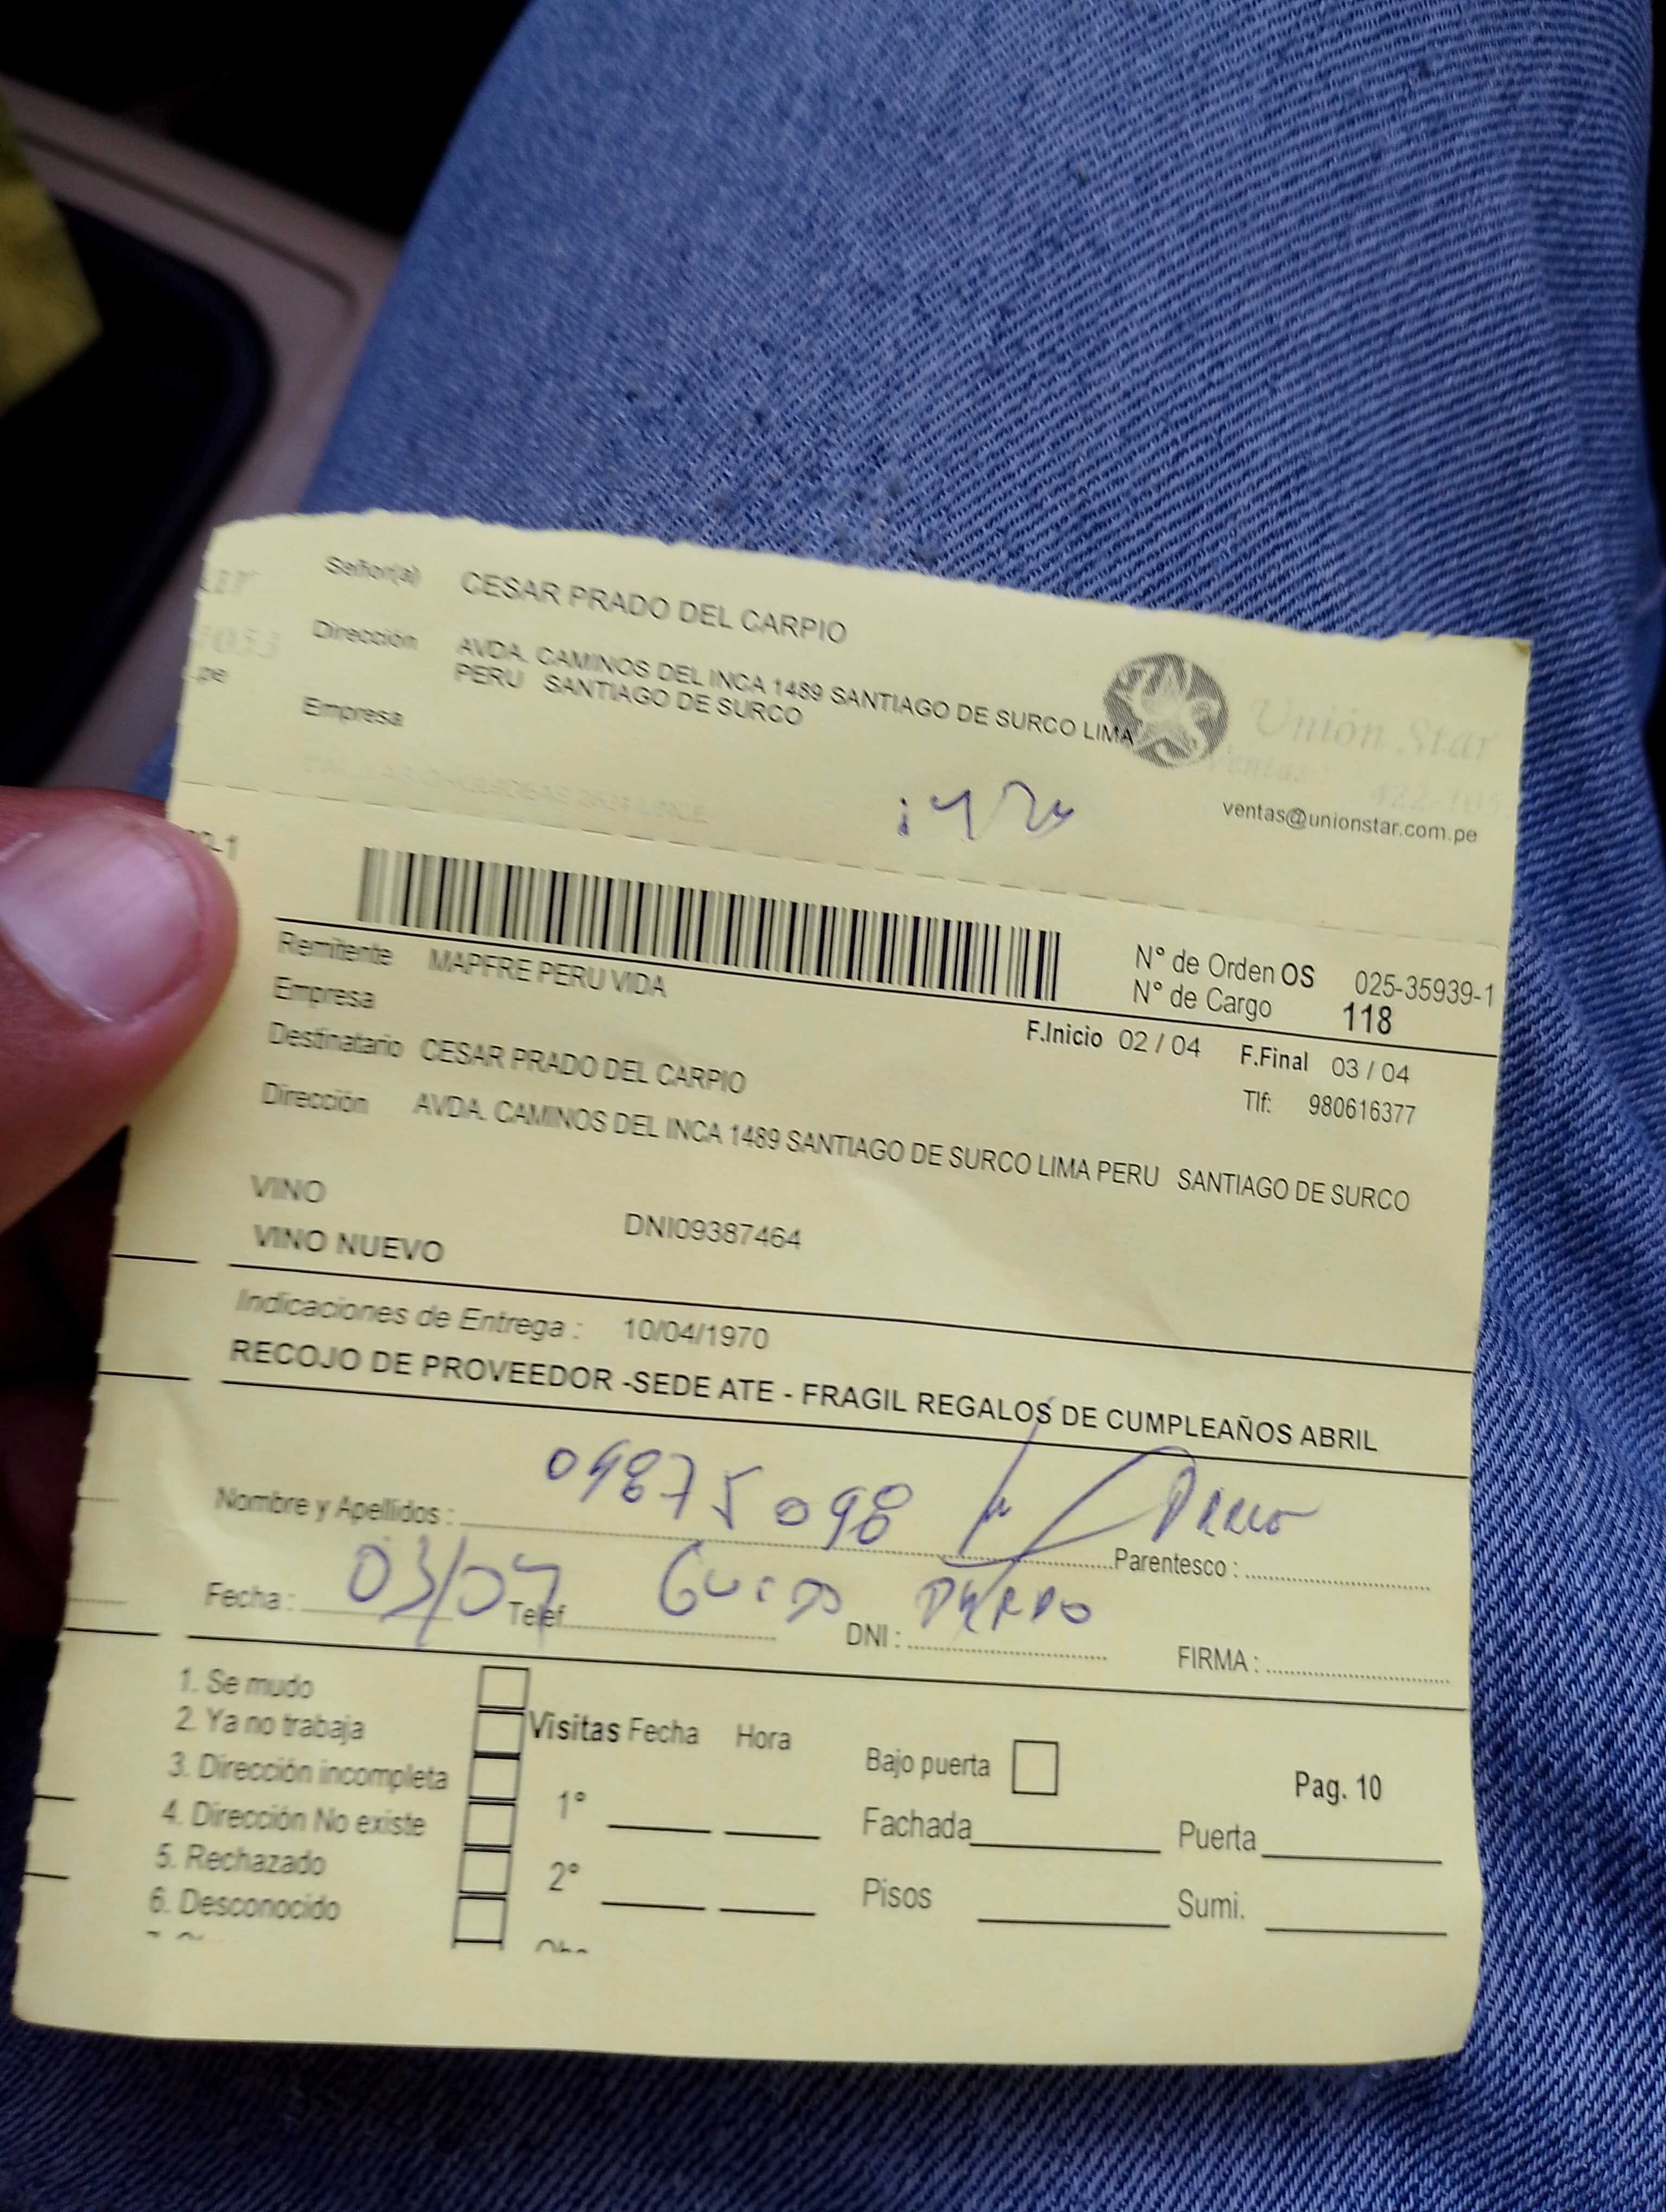 Señor(a) CESAR PRADO DEL CARPIO
Dirección AVDA. CAMINOS DEL INCA 1489 SANTIAGO DE SURCO LIMA
PERU SANTIAGO DE SURCO
.pe
Empresa
Unión Star
Ventas:
ventas@unionstar.com.pe
N° de Orden OS 025-35939-1
N° de Cargo 118
Remitente MAPFRE PERU VIDA
Empresa
F.Inicio 02 / 04 F.Final 03 / 04
Destinatario CESAR PRADO DEL CARPIO
Tlf: 980616377
Dirección AVDA. CAMINOS DEL INCA 1489 SANTIAGO DE SURCO LIMA PERU SANTIAGO DE SURCO
VINO
DNI09387464
VINO NUEVO
Indicaciones de Entrega : 10/04/1970
RECOJO DE PROVEEDOR -SEDE ATE - FRAGIL REGALOS DE CUMPLEAÑOS ABRIL
Nombre y Apellidos : 09875098 Parentesco :
Fecha : 03/04 Telef. DNI : FIRMA :
1. Se mudo
2. Ya no trabaja
3. Dirección incompleta
4. Dirección No existe
5. Rechazado
6. Desconocido
Visitas Fecha Hora
1°
2°
Bajo puerta
Pag. 10
Fachada Puerta
Pisos Sumi.